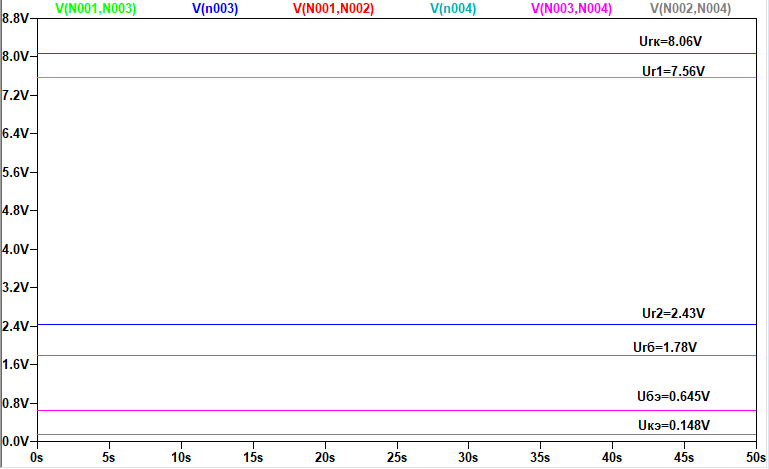 V(N001,N003) V(n003) V(N001,N002) V(n004) V(N003,N004) V(N002,N004)
8.8V
8.0V
7.2V
6.4V
5.6V
4.8V
4.0V
3.2V
2.4V
1.6V
0.8V
0.0V
Urк=8.06V
Ur1=7.56V
Ur2=2.43V
Urб=1.78V
Uбэ=0.645V
Uкэ=0.148V
0s 5s 10s 15s 20s 25s 30s 35s 40s 45s 50s